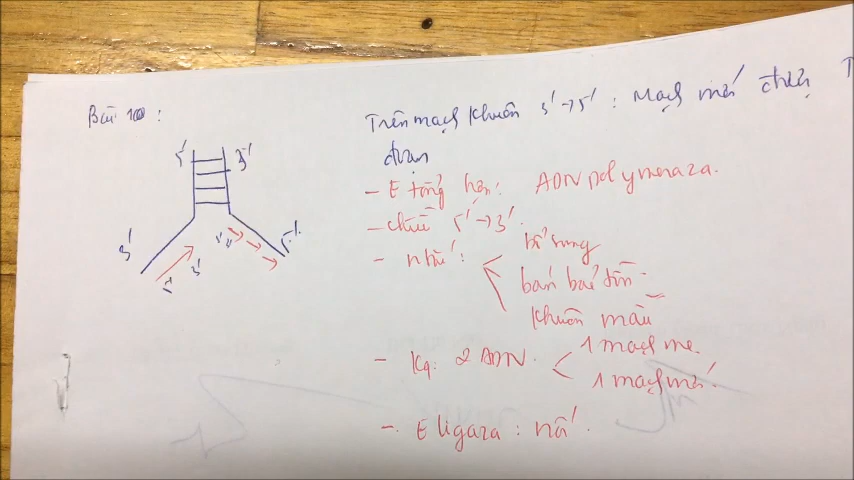 Bài 10:
Trên mạch khuôn 3' → 5' : Mạch mới được T
đoạn
5' 3'
- E tổng hợp: ADN polymeraza.
- chiều 5' → 3'.
3' 5'
- nhtắc: bổ sung
5' 3'
bán bảo tồn
khuôn mẫu
- Kq: 2 ADN. 1 mạch mẹ.
1 mạch mới.
- E ligaza : nối.